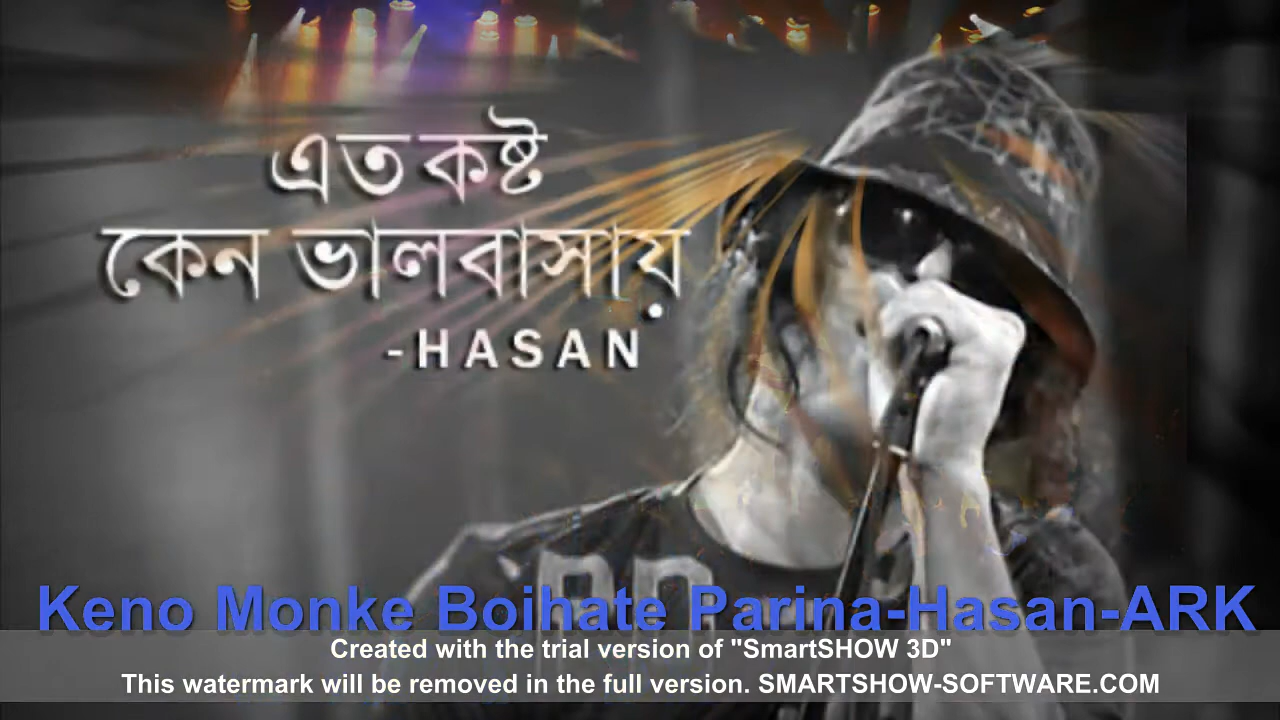 এত কষ্ট
কেন ভালবাসায়
-HASAN
Keno Monke Boihate Parina-Hasan-ARK
Created with the trial version of "SmartSHOW 3D"
This watermark will be removed in the full version. SMARTSHOW-SOFTWARE.COM